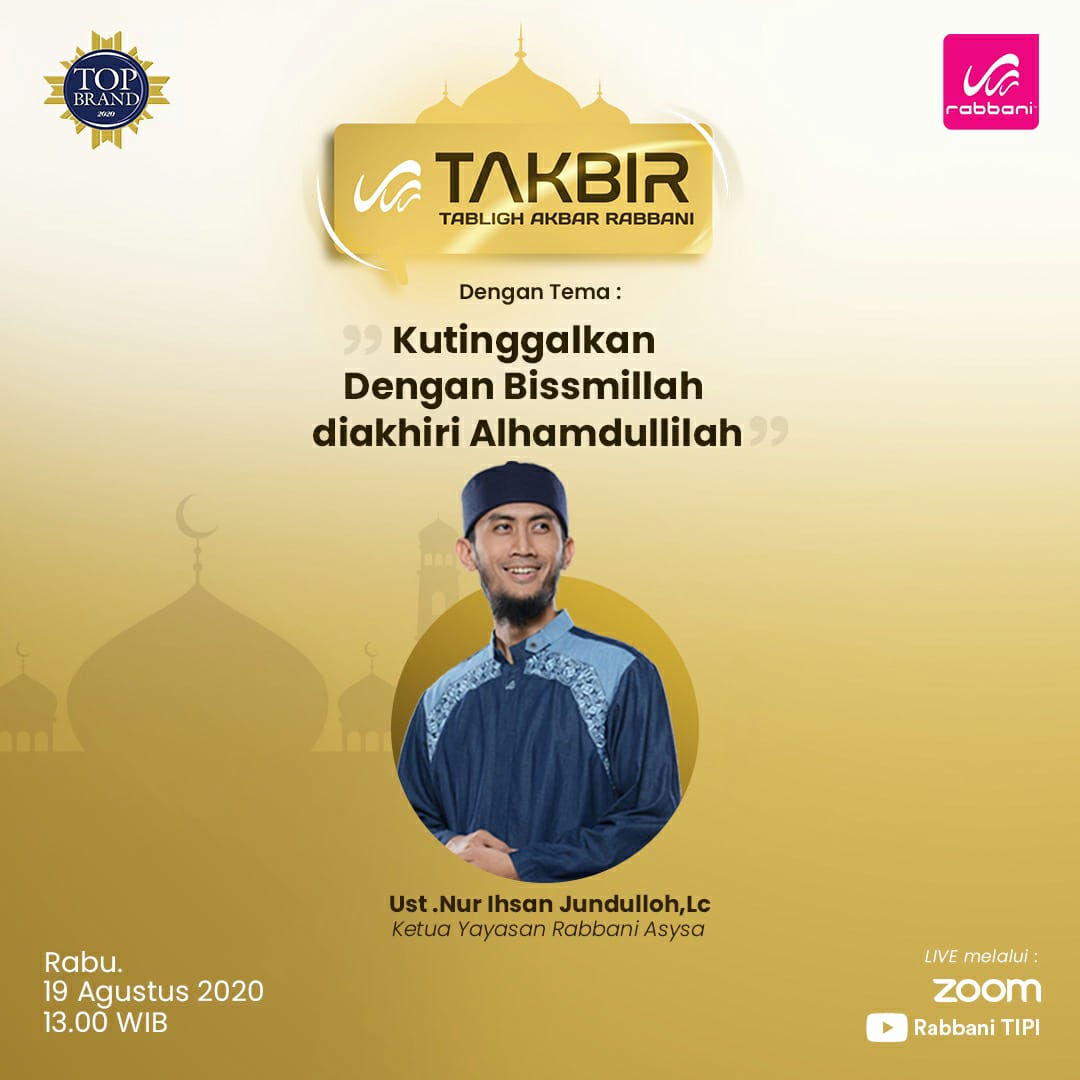 TOP
BRAND
2020
rabbani
TAKBIR
TABLIGH AKBAR RABBANI
Dengan Tema :
” Kutinggalkan
Dengan Bissmillah
diakhiri Alhamdullilah ”
Ust .Nur Ihsan Jundulloh,Lc
Ketua Yayasan Rabbani Asysa
Rabu.
19 Agustus 2020
13.00 WIB
LIVE melalui :
zoom
Rabbani TIPI